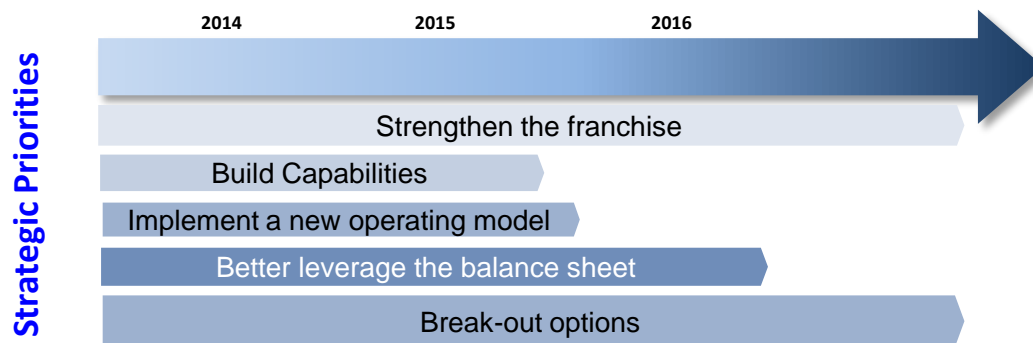 2014 2015 2016
Strategic Priorities
Strengthen the franchise
Build Capabilities
Implement a new operating model
Better leverage the balance sheet
Break-out options